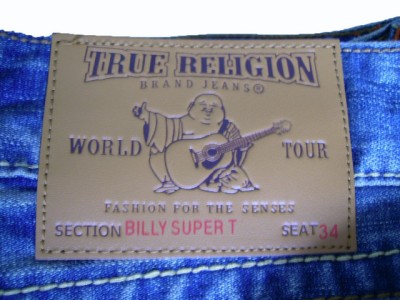 TRUE RELIGION
BRAND JEANS®
WORLD TOUR
FASHION FOR THE SENSES
SECTION BILLY SUPER T SEAT 34